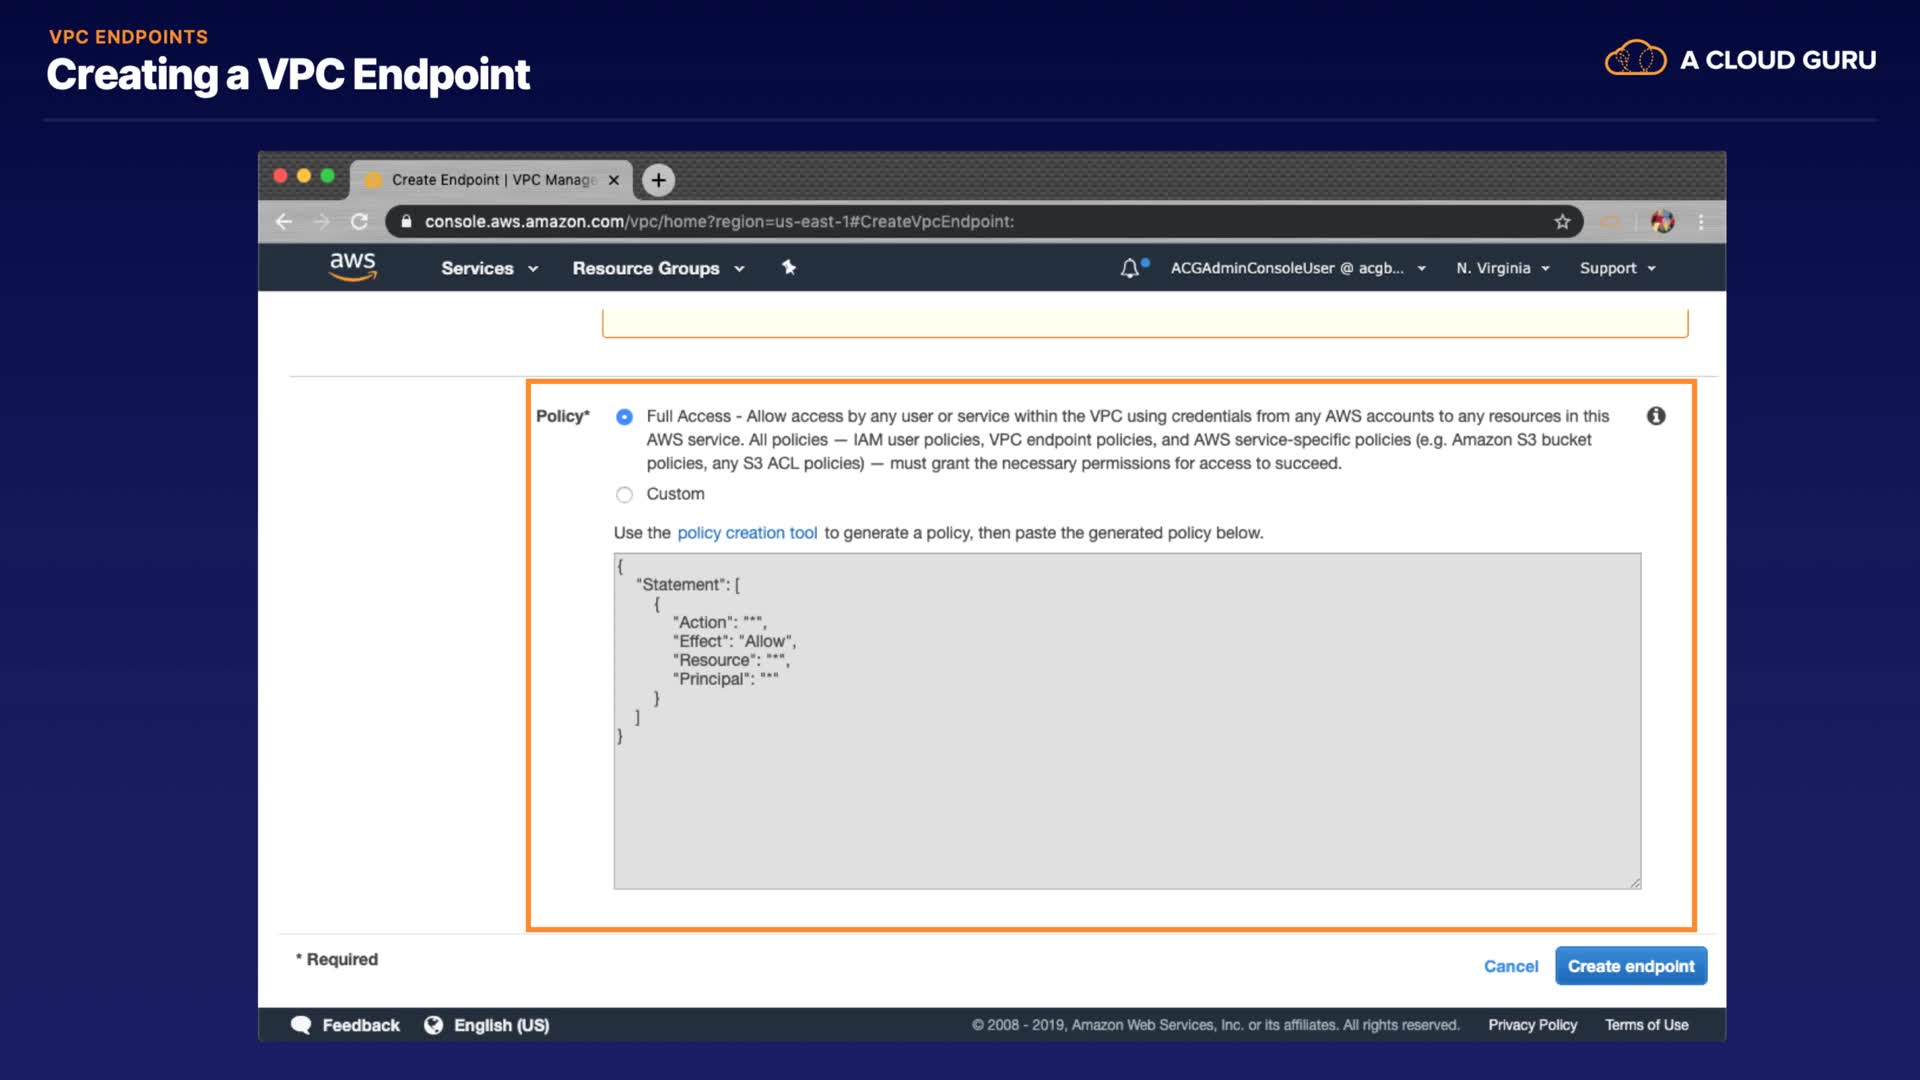 VPC ENDPOINTS
Creating a VPC Endpoint
A CLOUD GURU
Create Endpoint | VPC Manage
console.aws.amazon.com/vpc/home?region=us-east-1#CreateVpcEndpoint:
aws Services Resource Groups ACGAdminConsoleUser @ acgb... N. Virginia Support
Policy* Full Access - Allow access by any user or service within the VPC using credentials from any AWS accounts to any resources in this
AWS service. All policies — IAM user policies, VPC endpoint policies, and AWS service-specific policies (e.g. Amazon S3 bucket
policies, any S3 ACL policies) — must grant the necessary permissions for access to succeed.
Custom
Use the policy creation tool to generate a policy, then paste the generated policy below.
{
"Statement": [
{
"Action": "*",
"Effect": "Allow",
"Resource": "*",
"Principal": "*"
}
]
}
* Required
Cancel Create endpoint
Feedback English (US) © 2008 - 2019, Amazon Web Services, Inc. or its affiliates. All rights reserved. Privacy Policy Terms of Use